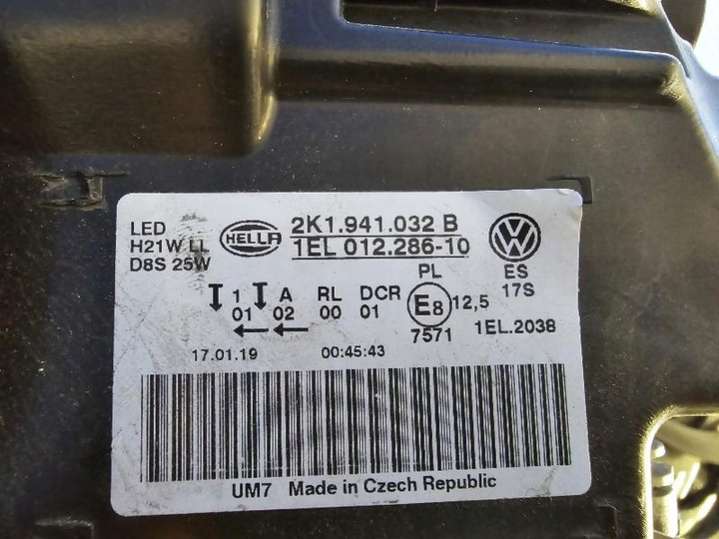 LED
H21W LL
D8S 25W
HELLA
2K1.941.032 B
1EL 012.286-10
PL
ES
17S
1 A RL DCR
01 02 00 01
E8 12,5
7571 1EL.2038
17.01.19 00:45:43
UM7 Made in Czech Republic